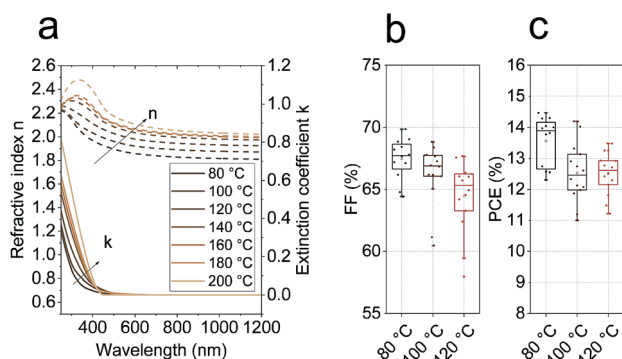 a
b
c
Refractive index n
2.6
2.4
2.2
2.0
1.8
1.6
1.4
1.2
1.0
0.8
0.6
n
k
80 °C
100 °C
120 °C
140 °C
160 °C
180 °C
200 °C
1.2
1.0
0.8
0.6
0.4
0.2
0.0
Extinction coefficient k
400 600 800 1000 1200
Wavelength (nm)
FF (%)
75
70
65
60
55
80 °C
100 °C
120 °C
PCE (%)
16
15
14
13
12
11
10
9
8
80 °C
100 °C
120 °C